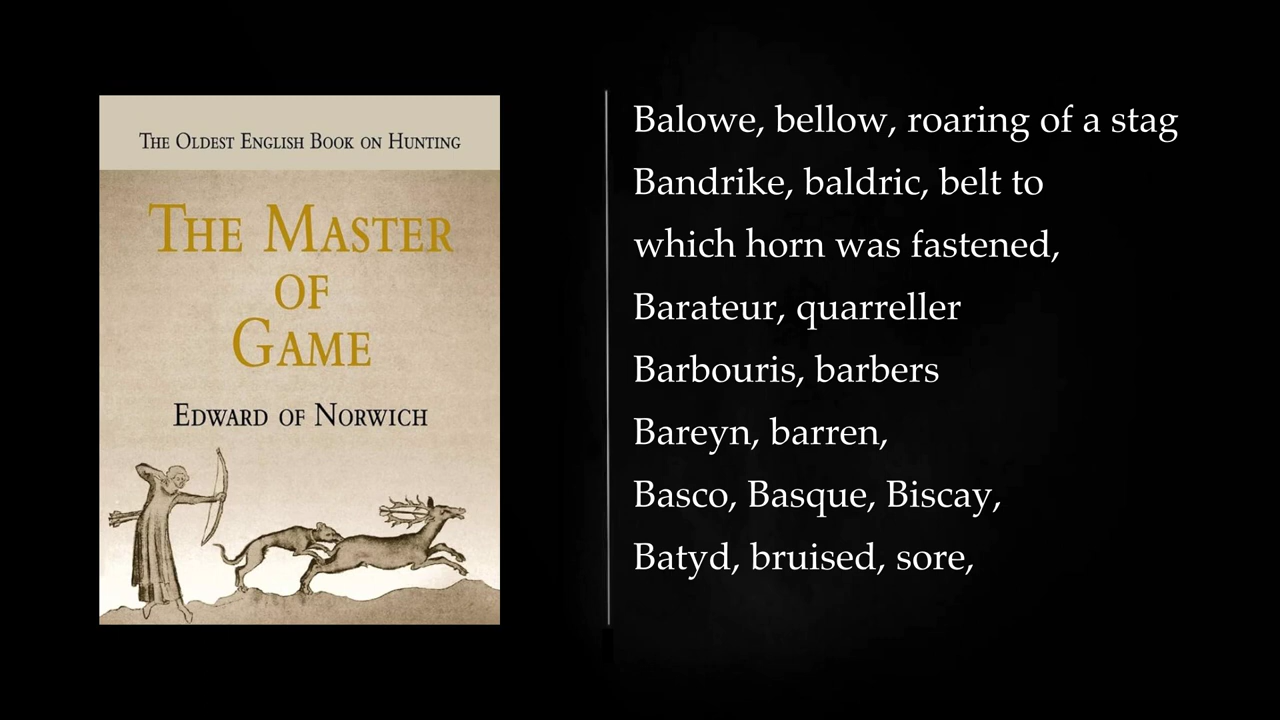 The Oldest English Book on Hunting
The Master
of
Game
Edward of Norwich
Balowe, bellow, roaring of a stag
Bandrike, baldric, belt to
which horn was fastened,
Barateur, quarreller
Barbouris, barbers
Bareyn, barren,
Basco, Basque, Biscay,
Batyd, bruised, sore,